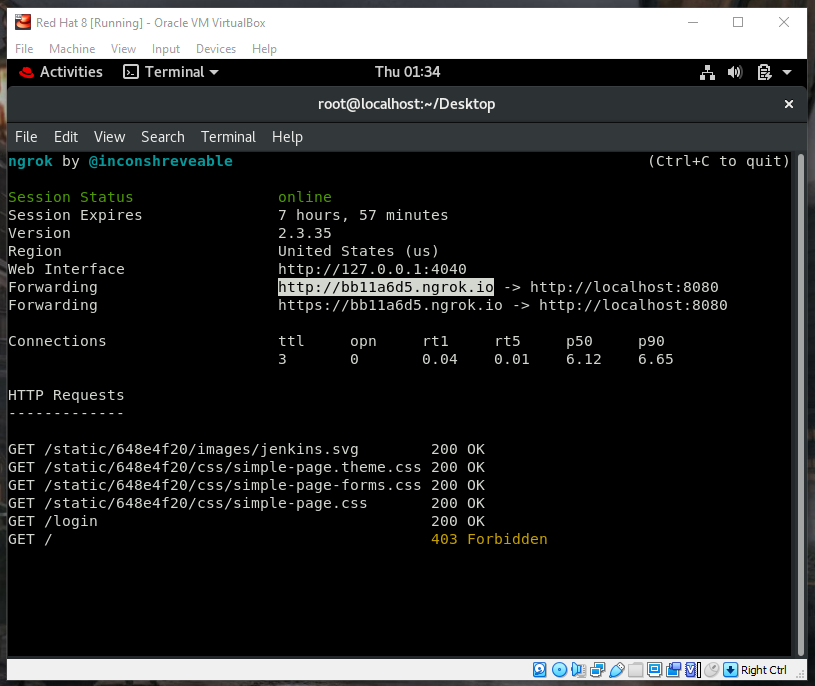 Red Hat 8 [Running] - Oracle VM VirtualBox
File Machine View Input Devices Help
Activities Terminal Thu 01:34
root@localhost:~/Desktop
File Edit View Search Terminal Help
ngrok by @inconshreveable (Ctrl+C to quit)
Session Status online
Session Expires 7 hours, 57 minutes
Version 2.3.35
Region United States (us)
Web Interface http://127.0.0.1:4040
Forwarding http://bb11a6d5.ngrok.io -> http://localhost:8080
Forwarding https://bb11a6d5.ngrok.io -> http://localhost:8080
Connections ttl opn rt1 rt5 p50 p90
3 0 0.04 0.01 6.12 6.65
HTTP Requests
-------------
GET /static/648e4f20/images/jenkins.svg 200 OK
GET /static/648e4f20/css/simple-page.theme.css 200 OK
GET /static/648e4f20/css/simple-page-forms.css 200 OK
GET /static/648e4f20/css/simple-page.css 200 OK
GET /login 200 OK
GET / 403 Forbidden
Right Ctrl